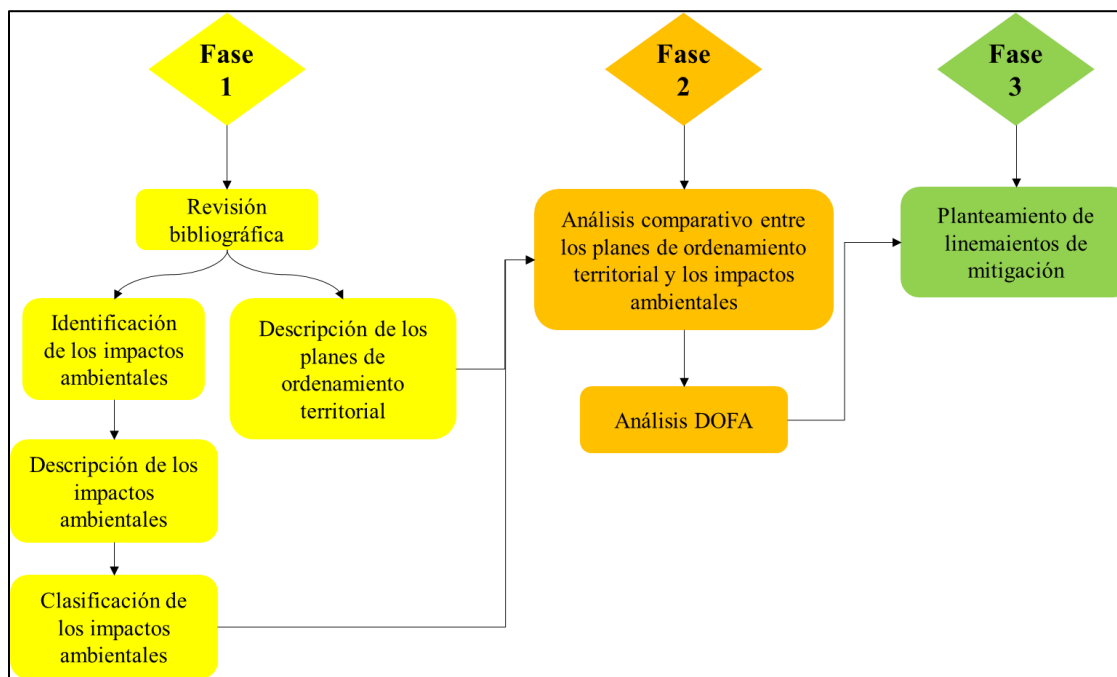 Fase
1
Revisión
bibliográfica
Identificación
de los impactos
ambientales
Descripción de los
planes de
ordenamiento
territorial
Descripción de los
impactos
ambientales
Clasificación de
los impactos
ambientales
Fase
2
Análisis comparativo entre
los planes de ordenamiento
territorial y los impactos
ambientales
Análisis DOFA
Fase
3
Planteamiento de
linemaientos de
mitigación